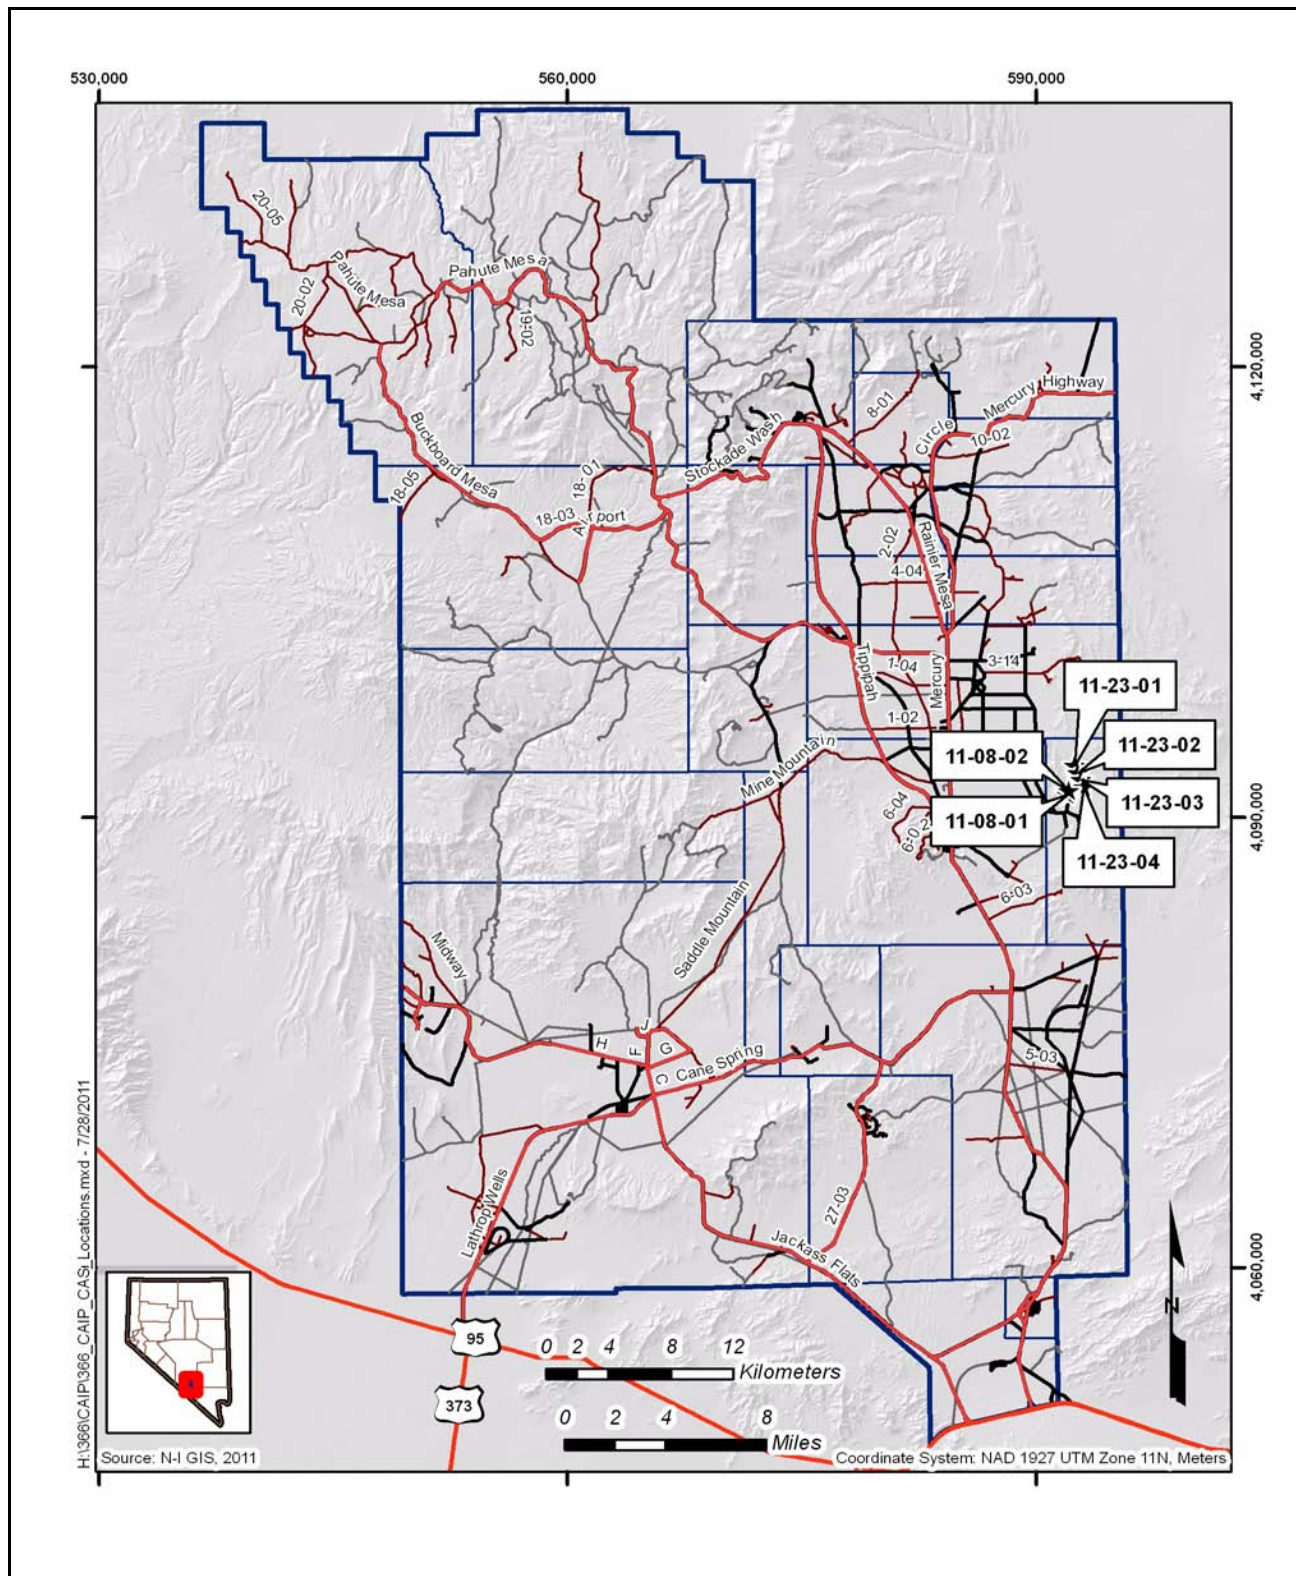 530,000
560,000
590,000
4,120,000
4,090,000
4,060,000
20-05
Pahute Mesa
20-02
Pahute Mesa
19-02
Buckboard Mesa
18-05
18-01
18-03
Airport
Stockade Wash
8-01
Circle
Mercury
Highway
10-02
2-02
Rainier Mesa
4-04
Tippipah
1-04
Mercury
3-14
1-02
11-23-01
11-23-02
11-08-02
11-23-03
11-08-01
11-23-04
Mine Mountain
6-04
6-02
6-03
Saddle Mountain
Midway
J
H
F
G
C
Cane Spring
5-03
27-03
Lathrop Wells
Jackass Flats
95
373
0 2 4 8 12
Kilometers
0 2 4 8
Miles
N
H:\366\CAIP\366_CAIP_CAS_Locations.mxd - 7/28/2011
Source: N-I GIS, 2011
Coordinate System: NAD 1927 UTM Zone 11N, Meters